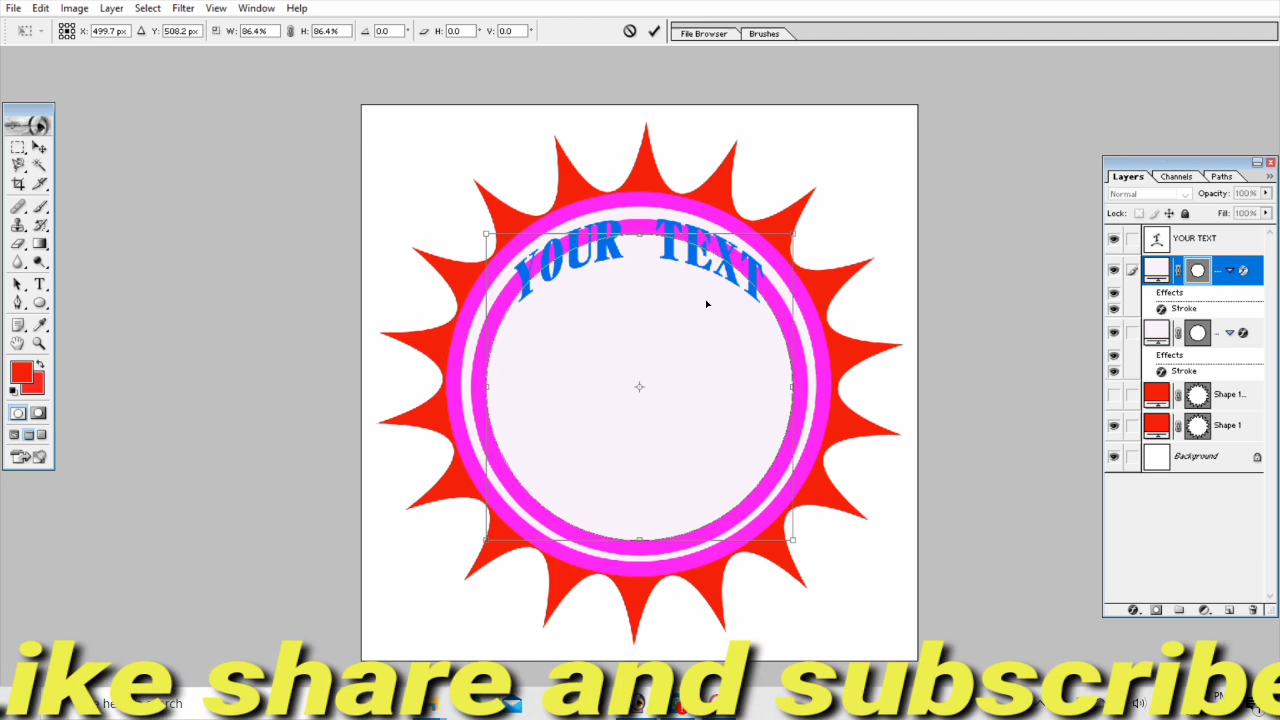 File Edit Image Layer Select Filter View Window Help
X: 499.7 px Y: 508.2 px W: 86.4% H: 86.4% 0.0 ° H: 0.0 ° V: 0.0 ° File Browser Brushes
YOUR TEXT
Layers Channels Paths »
Normal Opacity: 100%
Lock: Fill: 100%
YOUR TEXT
...
Effects
Stroke
...
Effects
Stroke
Shape 1...
Shape 1
Background
ike share and subscribe
PM